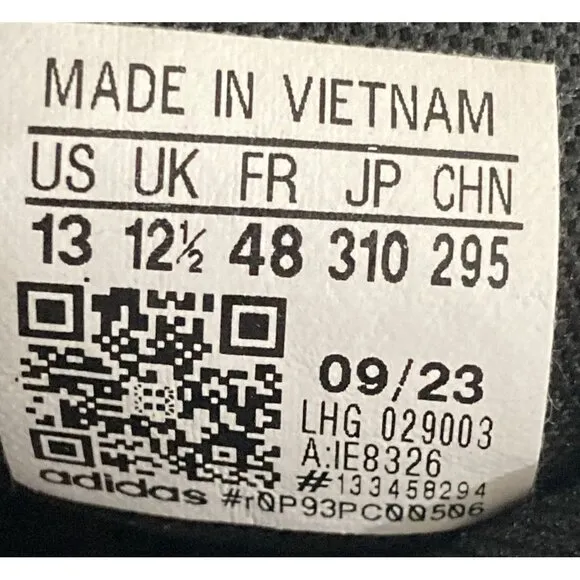 MADE IN VIETNAM
US UK FR JP CHN
13 12½ 48 310 295
09/23
LHG 029003
A:IE8326
#133458294
adidas #r0P93PC00506